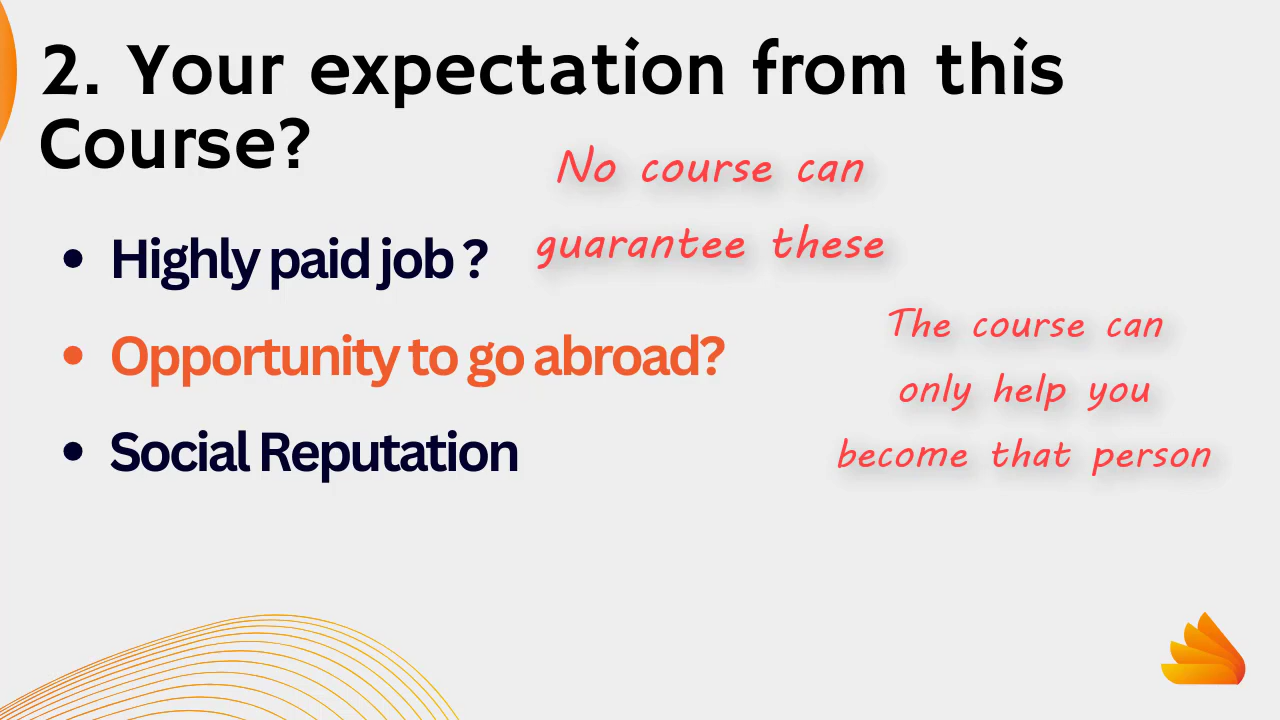 2. Your expectation from this
Course?
No course can
guarantee these
• Highly paid job ?
• Opportunity to go abroad?
• Social Reputation
The course can
only help you
become that person